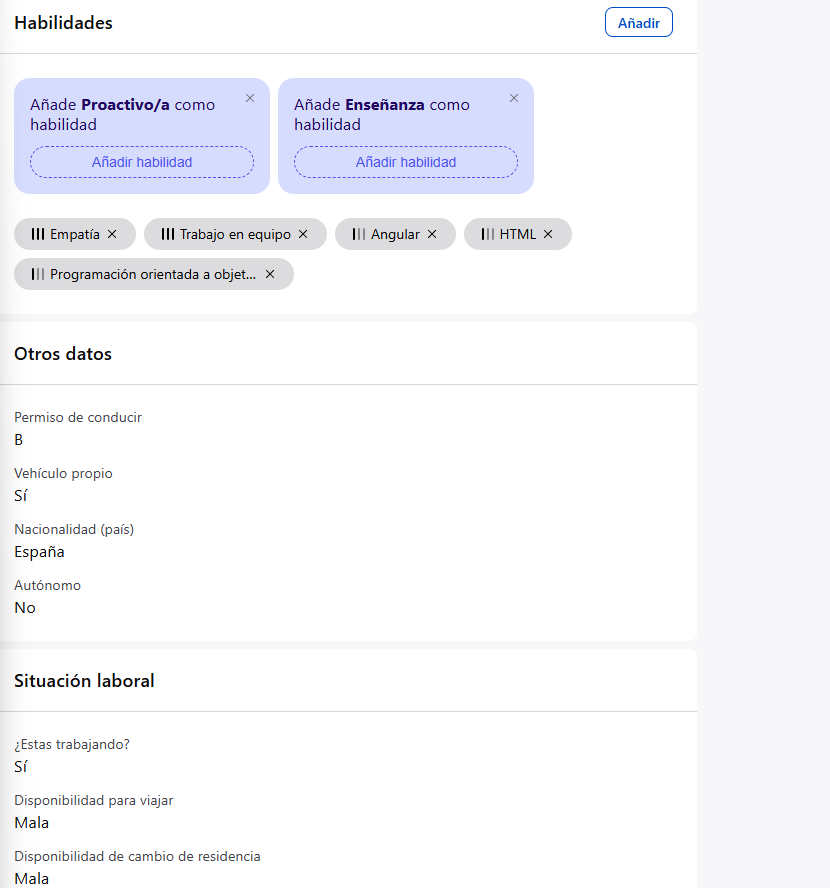 Habilidades
Añadir
Añade Proactivo/a como
habilidad
Añadir habilidad
Añade Enseñanza como
habilidad
Añadir habilidad
Empatía
Trabajo en equipo
Angular
HTML
Programación orientada a objet...
Otros datos
Permiso de conducir
B
Vehículo propio
Sí
Nacionalidad (país)
España
Autónomo
No
Situación laboral
¿Estas trabajando?
Sí
Disponibilidad para viajar
Mala
Disponibilidad de cambio de residencia
Mala